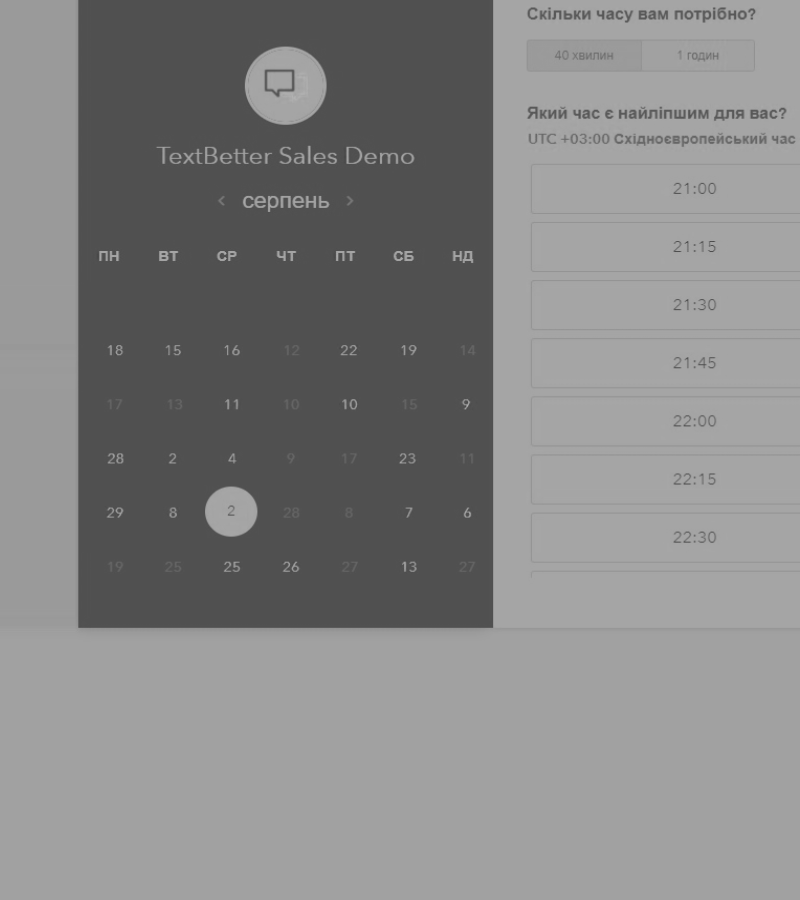 TextBetter Sales Demo
< серпень >
ПН ВТ СР ЧТ ПТ СБ НД
18 15 16 12 22 19 14
17 13 11 10 10 15 9
28 2 4 9 17 23 11
29 8 2 28 8 7 6
19 25 25 26 27 13 27
Скільки часу вам потрібно?
40 хвилин 1 годин
Який час є найліпшим для вас?
UTC +03:00 Східноєвропейський час
21:00
21:15
21:30
21:45
22:00
22:15
22:30